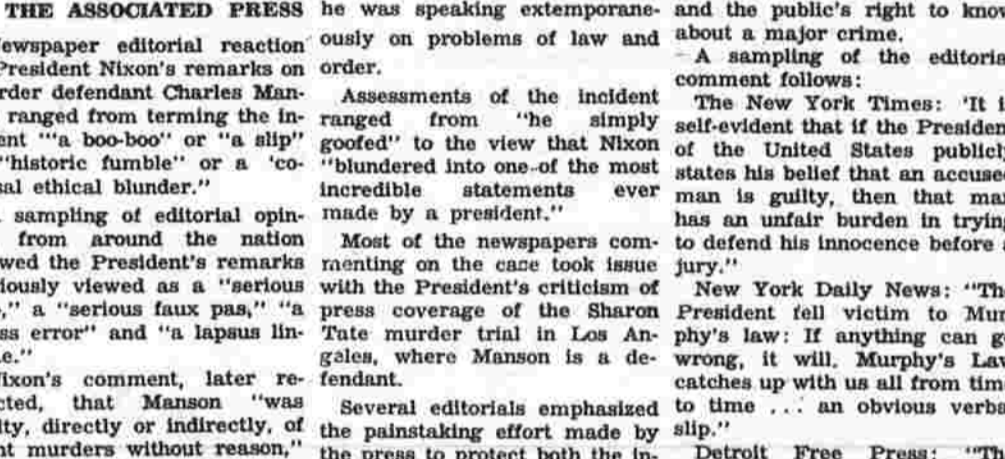 THE ASSOCIATED PRESS
ewspaper editorial reaction
President Nixon's remarks on
rder defendant Charles Man-
ranged from terming the in-
ent '"a boo-boo" or "a slip"
"historic fumble" or a 'co-
sal ethical blunder."
sampling of editorial opin-
from around the nation
wed the President's remarks
iously viewed as a "serious
," a "serious faux pas," "a
ss error" and "a lapsus lin-
e."
ixon's comment, later re-
cted, that Manson "was
lty, directly or indirectly, of
ht murders without reason,"
he was speaking extemporane-
ously on problems of law and
order.
Assessments of the incident
ranged from "he simply
goofed" to the view that Nixon
"blundered into one of the most
incredible statements ever
made by a president."
Most of the newspapers com-
menting on the case took issue
with the President's criticism of
press coverage of the Sharon
Tate murder trial in Los An-
gales, where Manson is a de-
fendant.
Several editorials emphasized
the painstaking effort made by
the press to protect both the in-
and the public's right to know
about a major crime.
A sampling of the editoria
comment follows:
The New York Times: 'It i
self-evident that if the Presiden
of the United States publicl
states his belief that an accuse
man is guilty, then that ma
has an unfair burden in trying
to defend his innocence before a
jury."
New York Daily News: "The
President fell victim to Mur
phy's law: If anything can g
wrong, it will. Murphy's Law
catches up with us all from tim
to time ... an obvious verba
slip."
Detroit Free Press: "Th